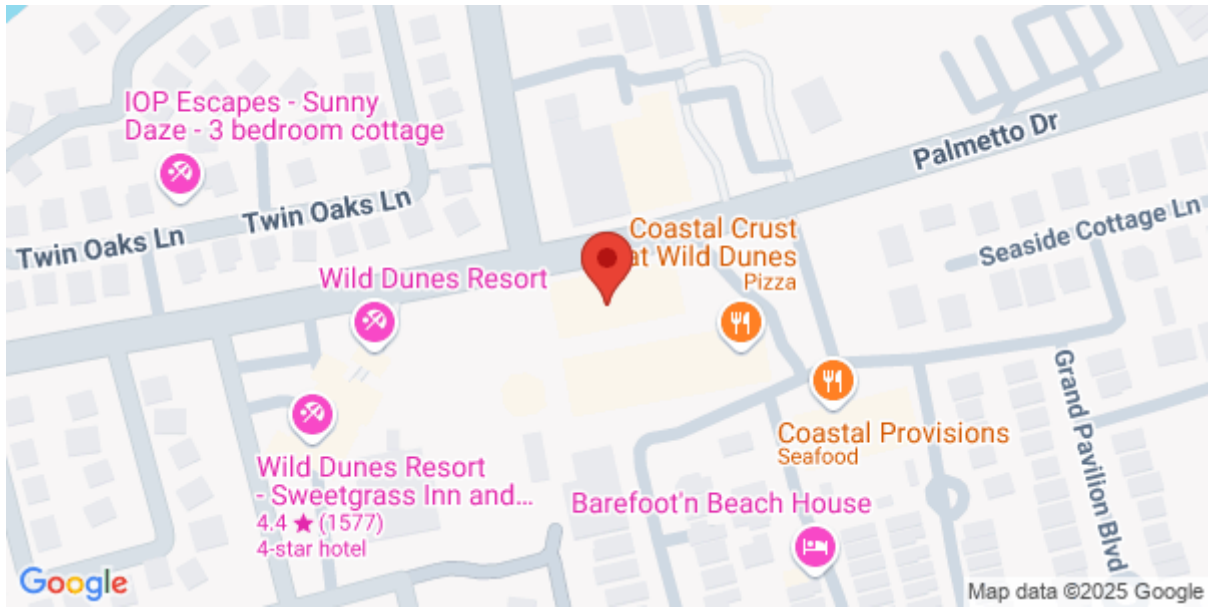 IOP Escapes - Sunny
Daze - 3 bedroom cottage
Palmetto Dr
Twin Oaks Ln
Twin Oaks Ln
Seaside Cottage Ln
Coastal Crust
at Wild Dunes
Pizza
Wild Dunes Resort
Grand Pavilion Blvd
Coastal Provisions
Seafood
Wild Dunes Resort
- Sweetgrass Inn and...
4.4 ★ (1577)
4-star hotel
Barefoot'n Beach House
Google
Map data ©2025 Google